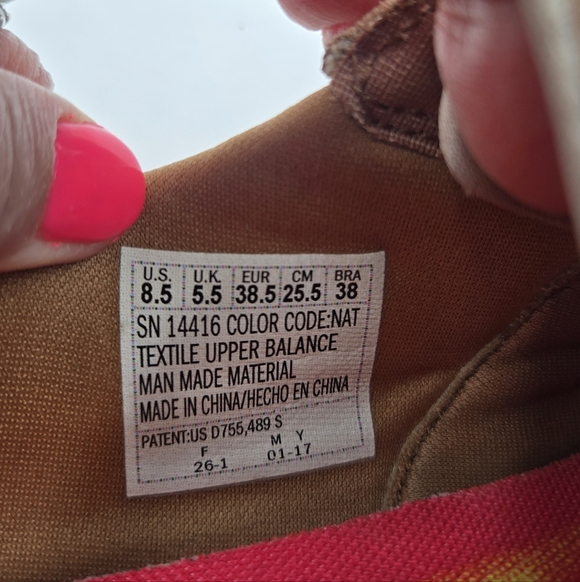 U.S. U.K. EUR CM BRA
8.5 5.5 38.5 25.5 38
SN 14416 COLOR CODE:NAT
TEXTILE UPPER BALANCE
MAN MADE MATERIAL
MADE IN CHINA/HECHO EN CHINA
PATENT:US D755,489 S
F M Y
26-1 01-17